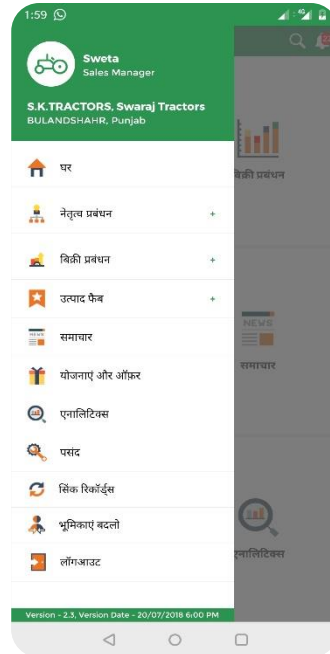 1:59
4G
Sweta
Sales Manager
S.K.TRACTORS, Swaraj Tractors
BULANDSHAHR, Punjab
घर
बिक्री प्रबंधन
नेतृत्व प्रबंधन +
बिक्री प्रबंधन +
उत्पाद फैब +
NEWS
समाचार
NEWS
समाचार
योजनाएं और ऑफ़र
एनालिटिक्स
पसंद
सिंक रिकॉर्ड्स
भूमिकाएं बदलो
एनालिटिक्स
लॉगआउट
Version - 2.3, Version Date - 20/07/2018 6:00 PM